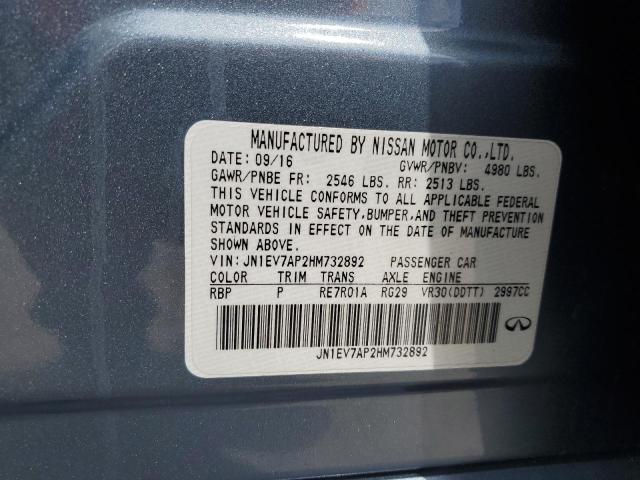 MANUFACTURED BY NISSAN MOTOR CO.,LTD.
DATE: 09/16 GVWR/PNBV: 4980 LBS.
GAWR/PNBE FR: 2546 LBS. RR: 2513 LBS.
THIS VEHICLE CONFORMS TO ALL APPLICABLE FEDERAL
MOTOR VEHICLE SAFETY, BUMPER, AND THEFT PREVENTION
STANDARDS IN EFFECT ON THE DATE OF MANUFACTURE
SHOWN ABOVE.
VIN: JN1EV7AP2HM732892 PASSENGER CAR
COLOR TRIM TRANS AXLE ENGINE
RBP P RE7R01A RG29 VR30(DDTT) 2997CC
JN1EV7AP2HM732892